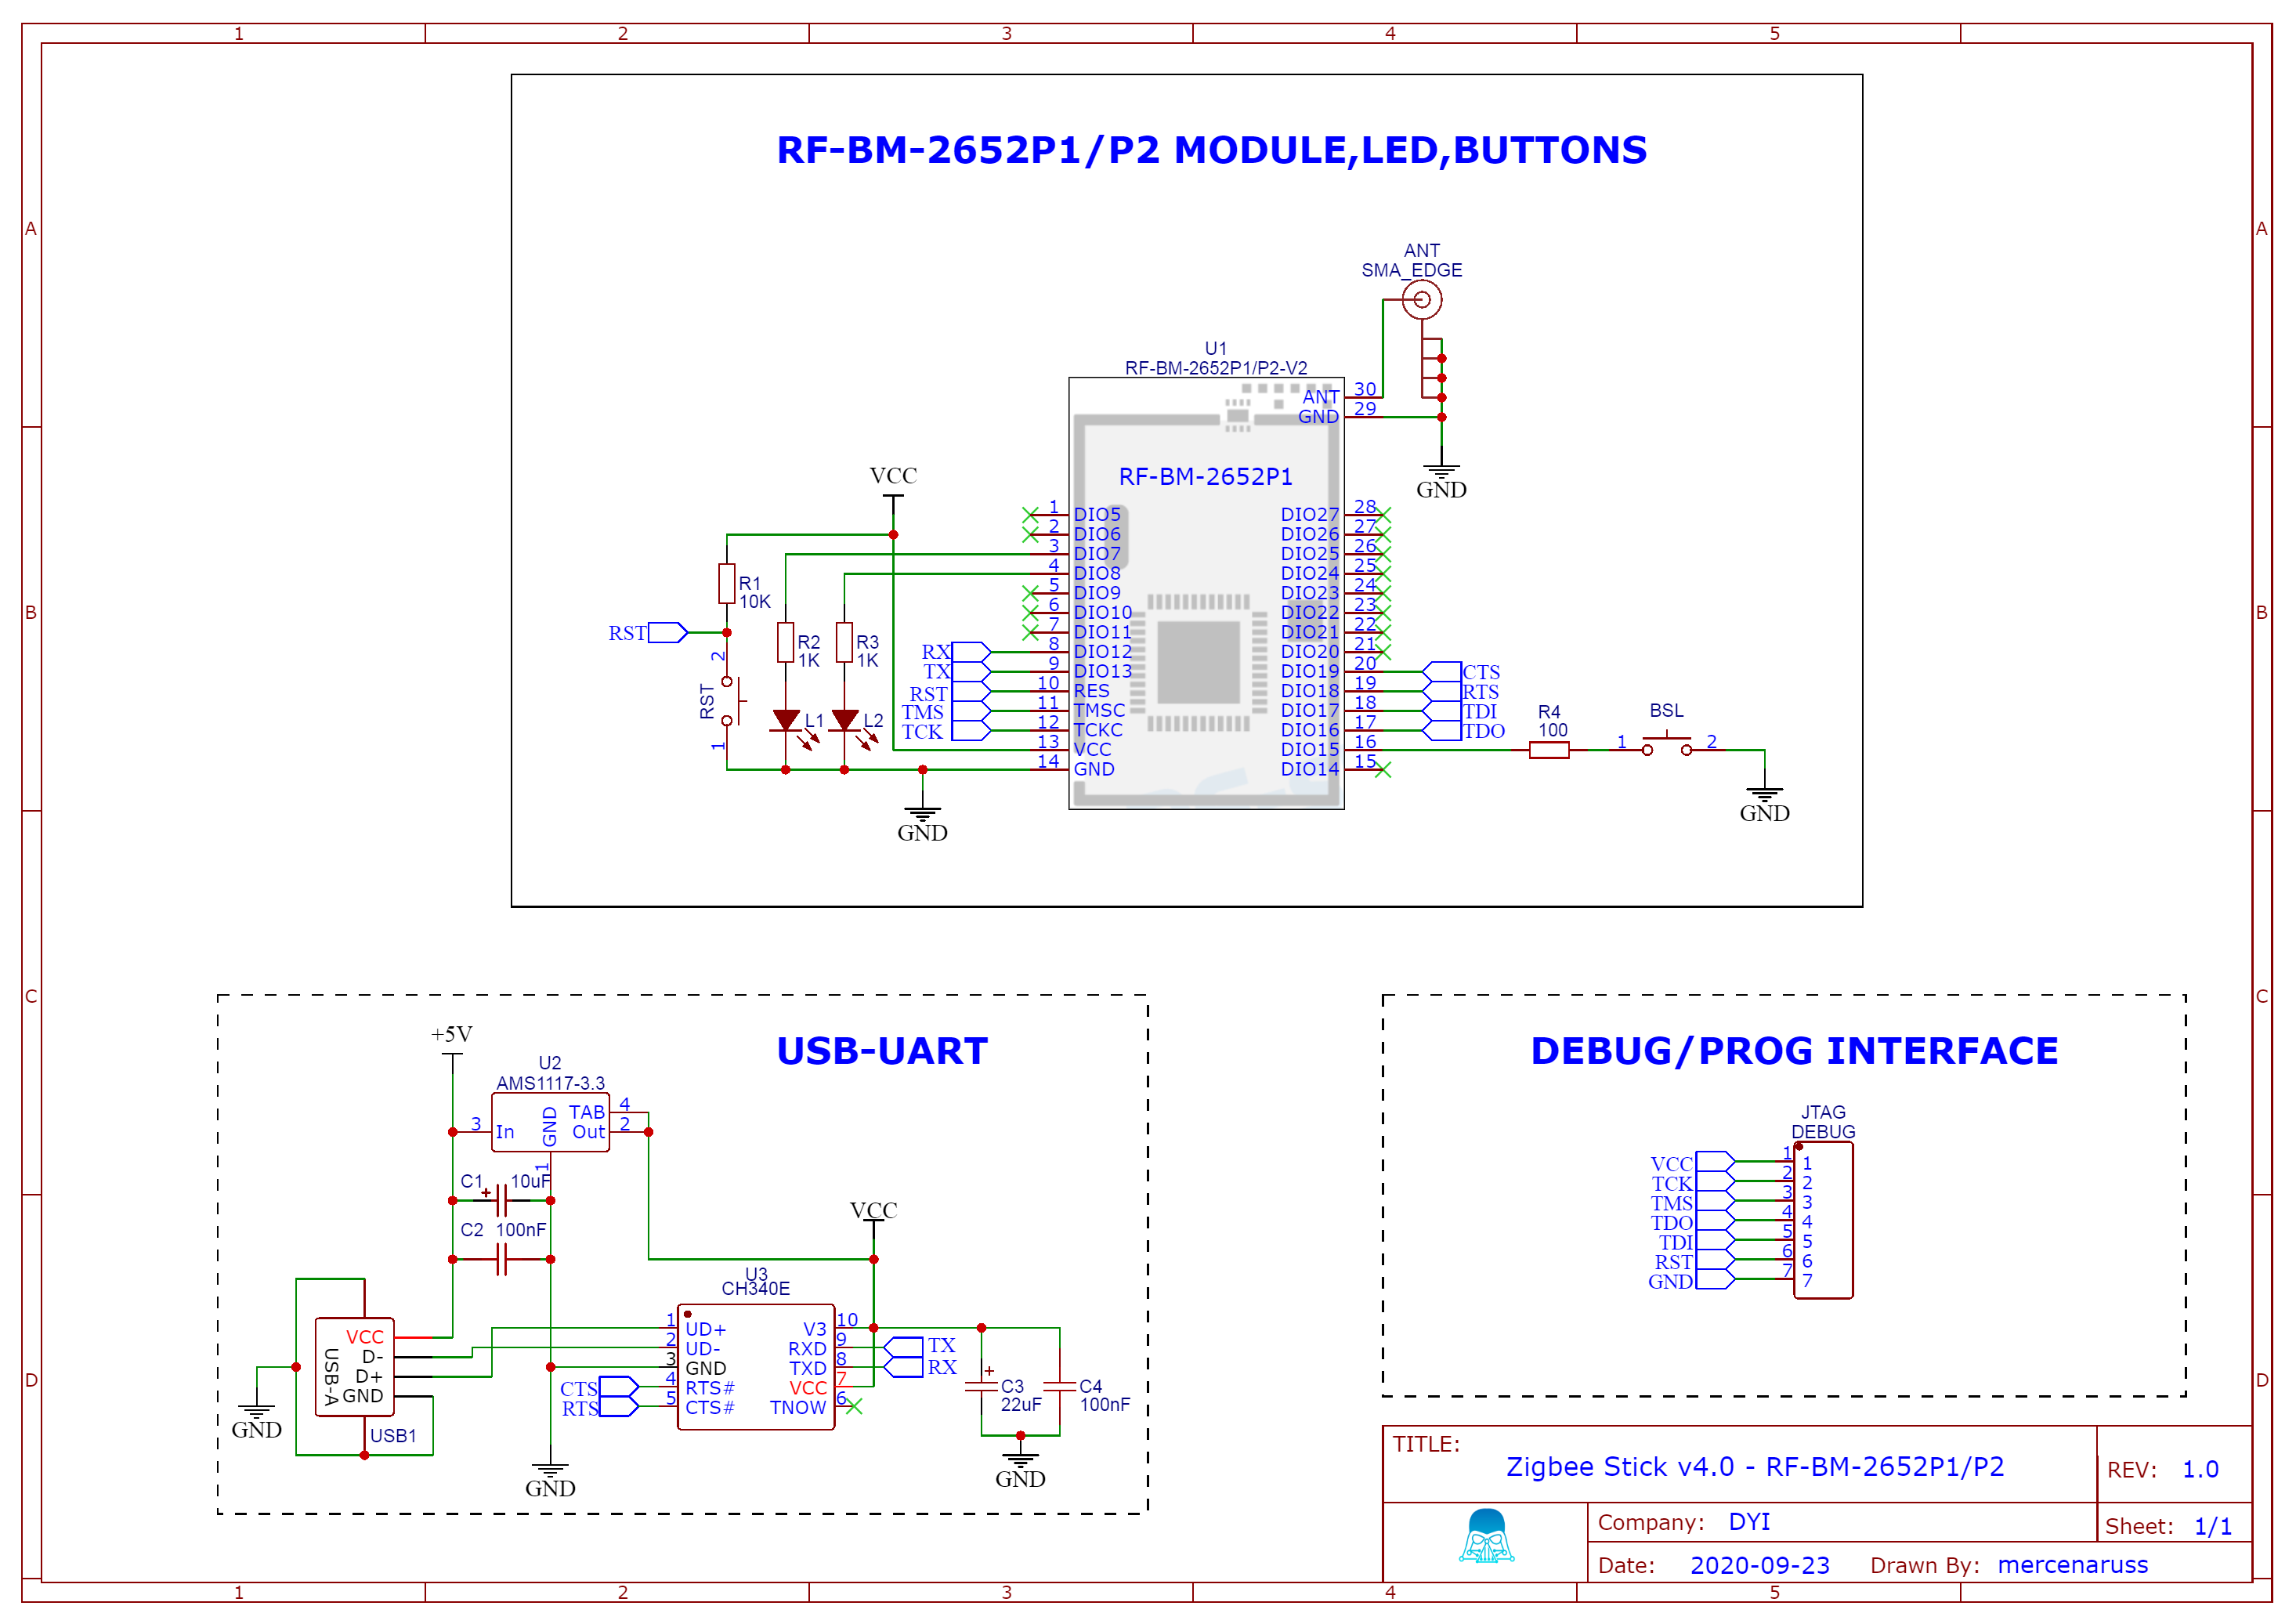 1 2 3 4 5
A A
B B
C C
D D
RF-BM-2652P1/P2 MODULE,LED,BUTTONS
ANT
SMA_EDGE
U1
RF-BM-2652P1/P2-V2
ANT 30
GND 29
RF-BM-2652P1
GND
VCC
1 DIO5
2 DIO6
3 DIO7
4 DIO8
5 DIO9
6 DIO10
7 DIO11
RX 8 DIO12
TX 9 DIO13
RST 10 RES
TMS 11 TMSC
TCK 12 TCKC
13 VCC
14 GND
DIO27 28
DIO26 27
DIO25 26
DIO24 25
DIO23 24
DIO22 23
DIO21 22
DIO20 21
DIO19 20 CTS
DIO18 19 RTS
DIO17 18 TDI
DIO16 17 TDO
DIO15 16
DIO14 15
R1
10K
RST
2
RST
1
R2
1K
R3
1K
L1
L2
GND
R4
100
BSL
1 2
GND
USB-UART
+5V
U2
AMS1117-3.3
3 In
GND
1
TAB 4
Out 2
C1 + 10uF
C2 100nF
VCC
U3
CH340E
1 UD+
2 UD-
3 GND
CTS 4 RTS#
RTS 5 CTS#
V3 10
RXD 9 TX
TXD 8 RX
VCC 7
TNOW 6
USB-A
VCC
D-
D+
GND
USB1
GND
GND
+
C3
22uF
C4
100nF
GND
DEBUG/PROG INTERFACE
JTAG
DEBUG
VCC 1 1
TCK 2 2
TMS 3 3
TDO 4 4
TDI 5 5
RST 6 6
GND 7 7
TITLE:
Zigbee Stick v4.0 - RF-BM-2652P1/P2
REV: 1.0
Company: DYI
Sheet: 1/1
Date: 2020-09-23 Drawn By: mercenaruss
1 2 3 4 5